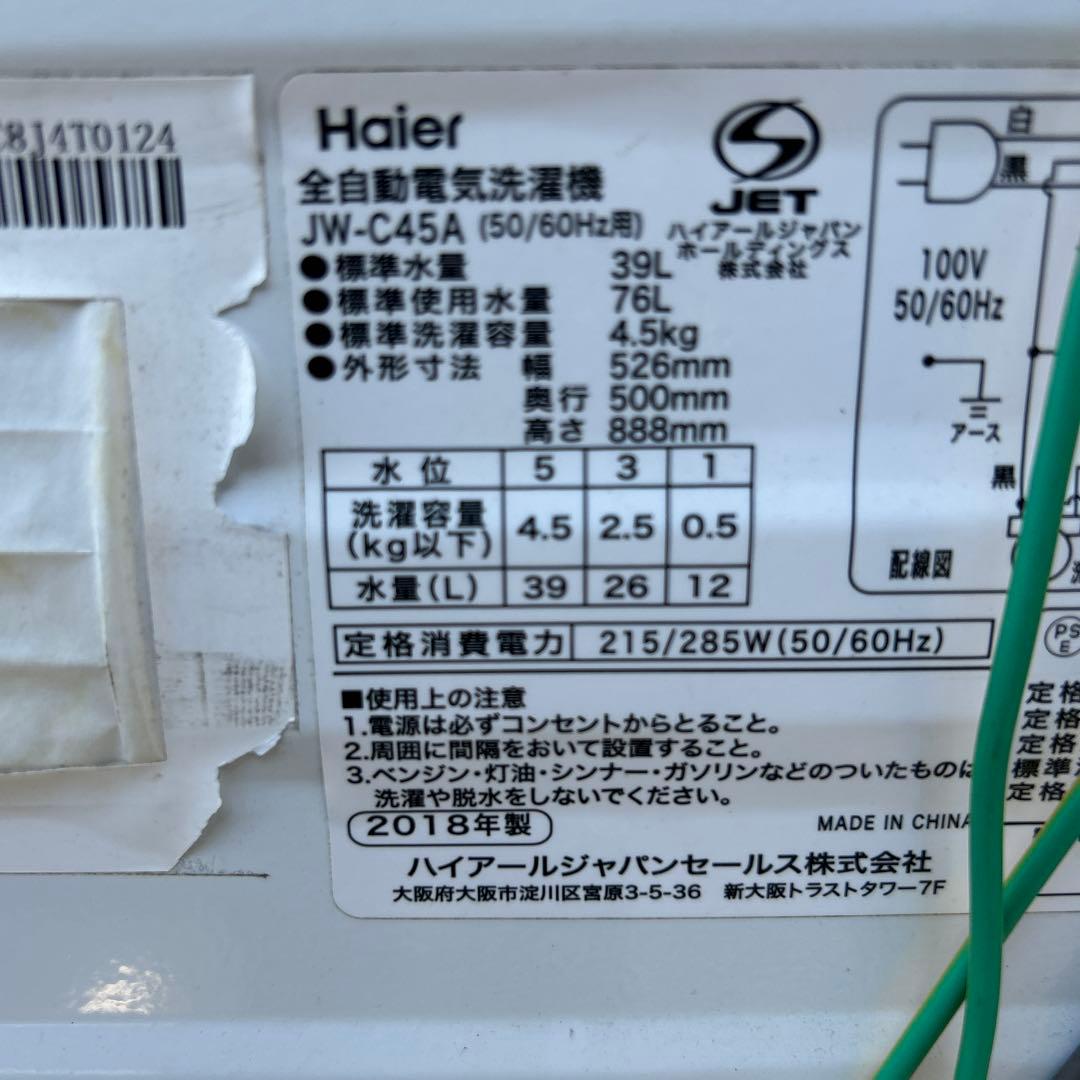 C8J4T0124
Haier
全自動電気洗濯機
JW-C45A (50/60Hz用)
JET
ハイアールジャパン
ホールディングス
株式会社
●標準水量 39L
●標準使用水量 76L
●標準洗濯容量 4.5kg
●外形寸法 幅 526mm
奥行 500mm
高さ 888mm
水位 5 3 1
洗濯容量(kg以下) 4.5 2.5 0.5
水量(L) 39 26 12
定格消費電力 215/285W(50/60Hz)
■使用上の注意
1.電源は必ずコンセントからとること。
2.周囲に間隔をおいて設置すること。
3.ベンジン・灯油・シンナー・ガソリンなどのついたものは
洗濯や脱水をしないでください。
2018年製
MADE IN CHINA
ハイアールジャパンセールス株式会社
大阪府大阪市淀川区宮原3-5-36 新大阪トラストタワー7F
白
黒
100V
50/60Hz
アース
黒
配線図
PS
E
定格
定格
定格
標準
定格